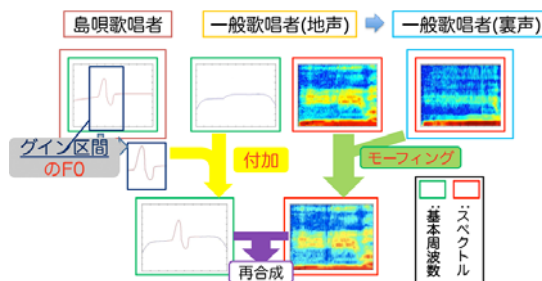 島唄歌唱者
一般歌唱者(地声)
一般歌唱者(裏声)
グイン区間
のF0
付加
モーフィング
再合成
：基本周波数
：スペクトル